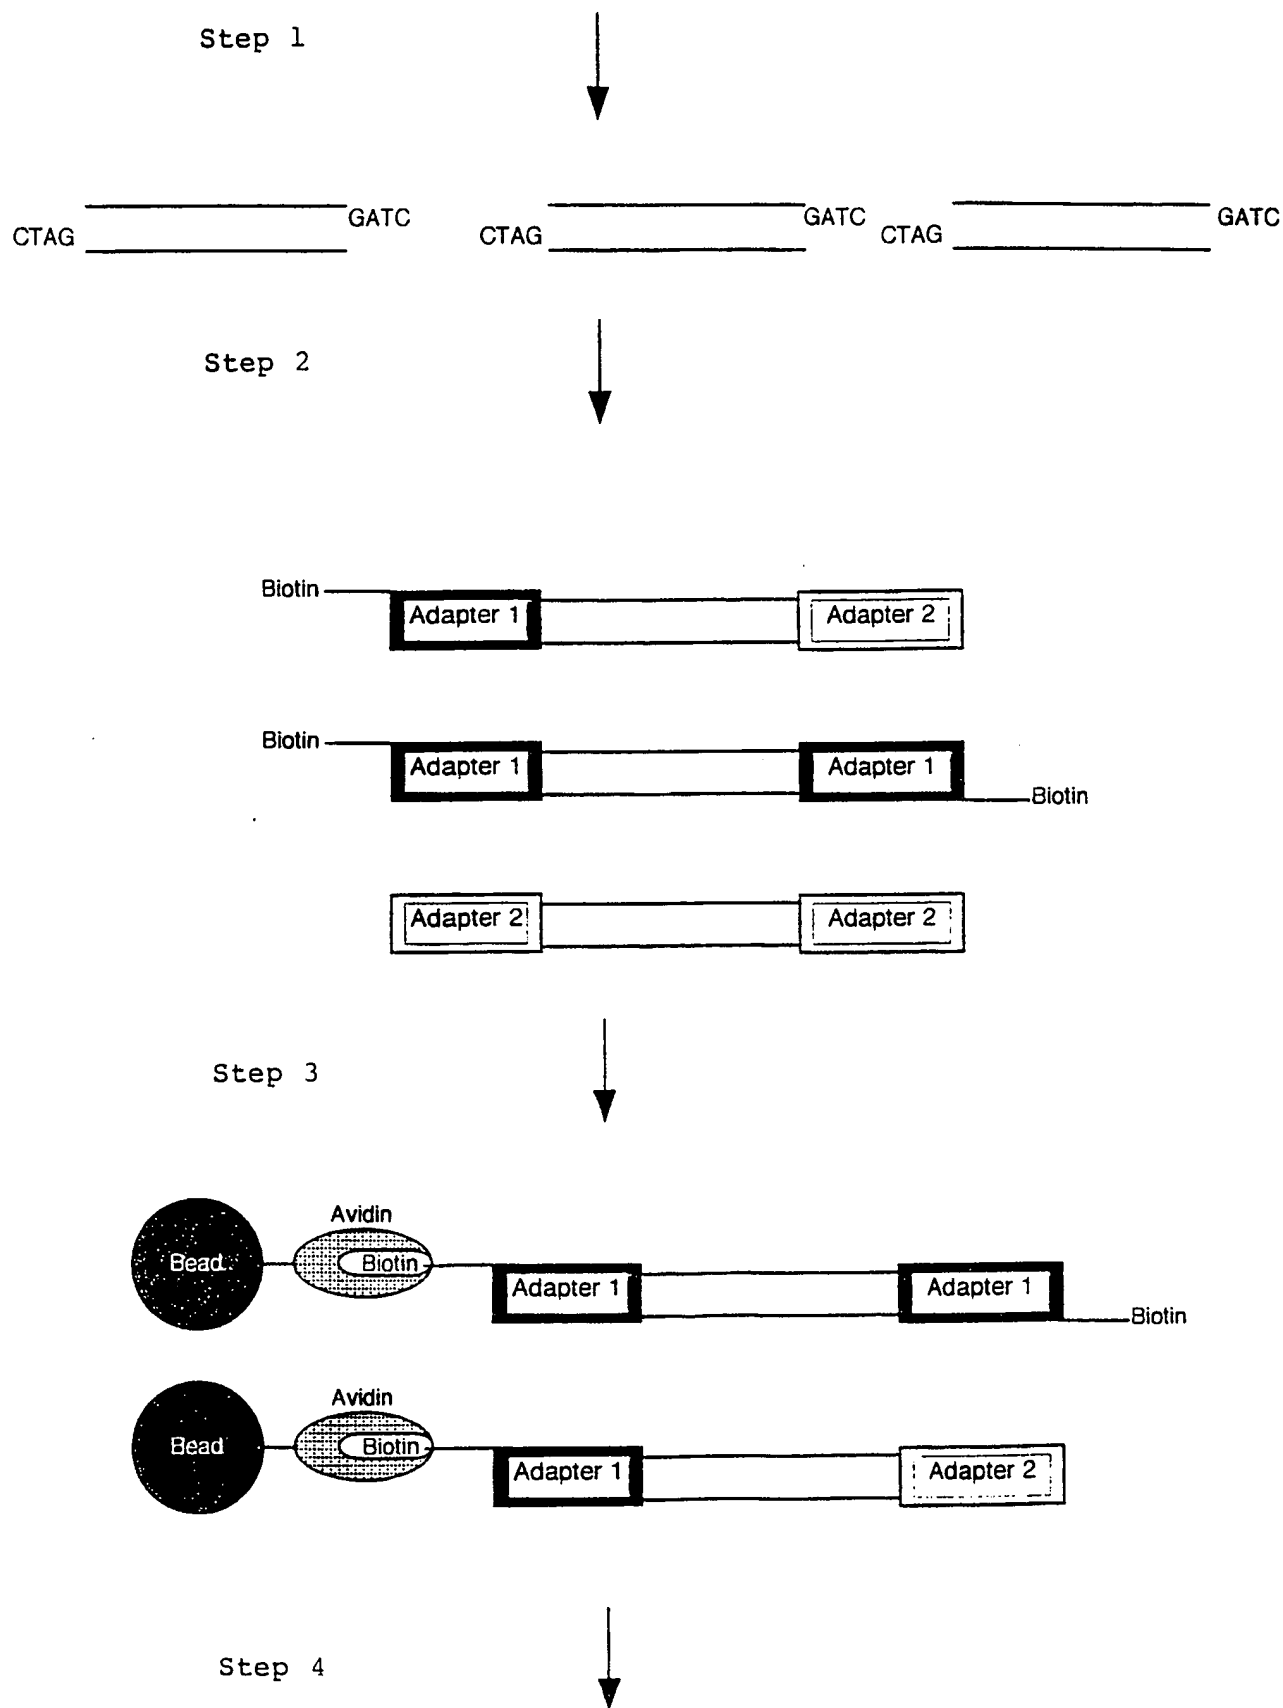 Step 1
CTAG GATC CTAG GATC CTAG GATC
Step 2
Biotin Adapter 1 Adapter 2
Biotin Adapter 1 Adapter 1 Biotin
Adapter 2 Adapter 2
Step 3
Avidin
Bead Biotin Adapter 1 Adapter 1 Biotin
Avidin
Bead Biotin Adapter 1 Adapter 2
Step 4